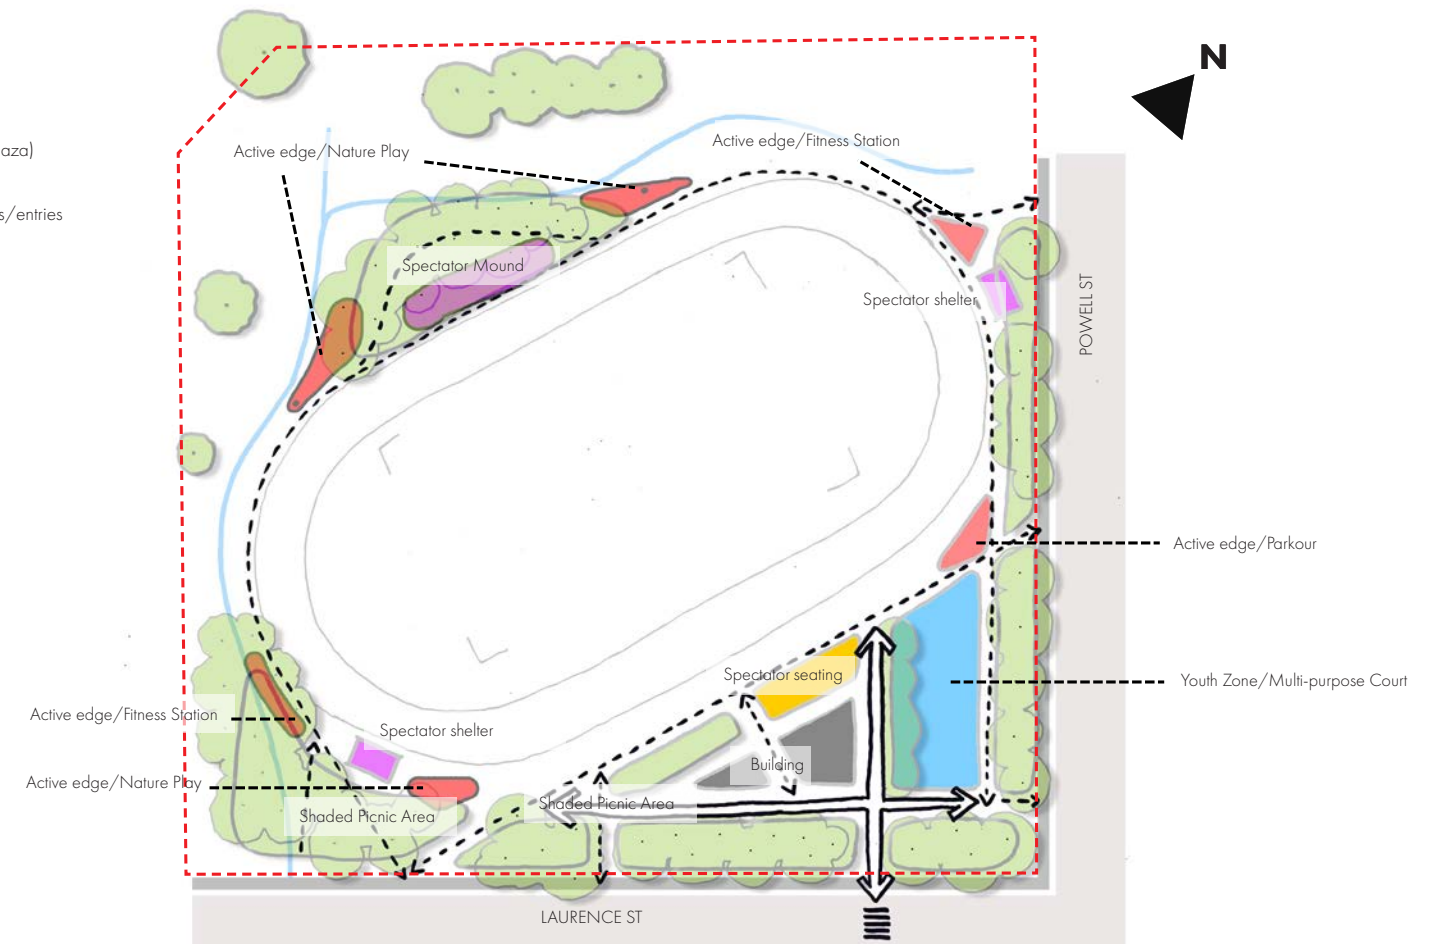 N
aza)
Active edge/Nature Play
Active edge/Fitness Station
s/entries
Spectator Mound
Spectator shelter
POWELL ST
Active edge/Parkour
Spectator seating
Youth Zone/Multi-purpose Court
Active edge/Fitness Station
Spectator shelter
Building
Active edge/Nature Play
Shaded Picnic Area
Shaded Picnic Area
LAURENCE ST